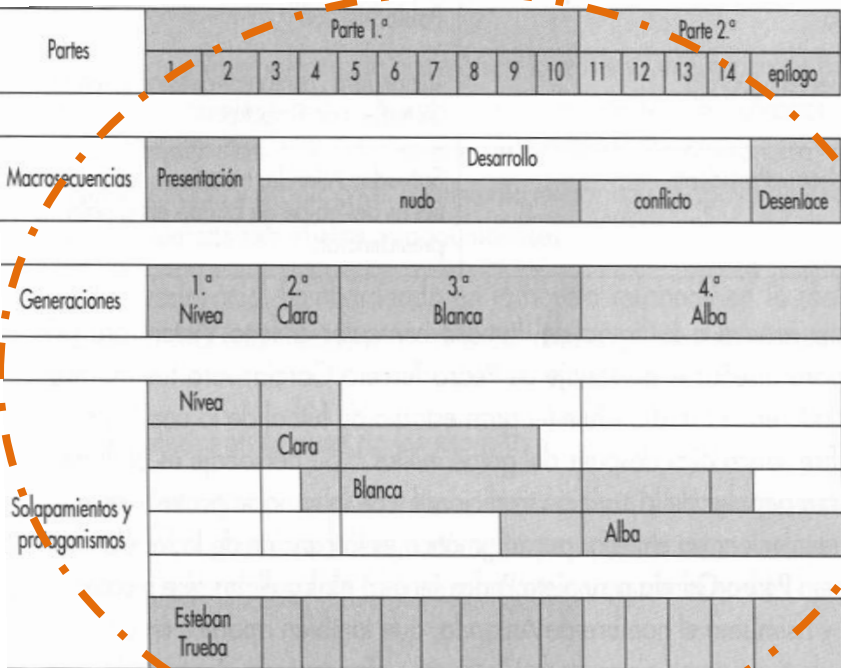 Partes
Parte 1.ª
Parte 2.ª
1 2 3 4 5 6 7 8 9 10 11 12 13 14 epílogo
Macrosecuencias
Presentación
Desarrollo
nudo
conflicto
Desenlace
Generaciones
1.ª
Nívea
2.ª
Clara
3.ª
Blanca
4.ª
Alba
Solapamientos y
protagonismos
Nívea
Clara
Blanca
Alba
Esteban
Trueba